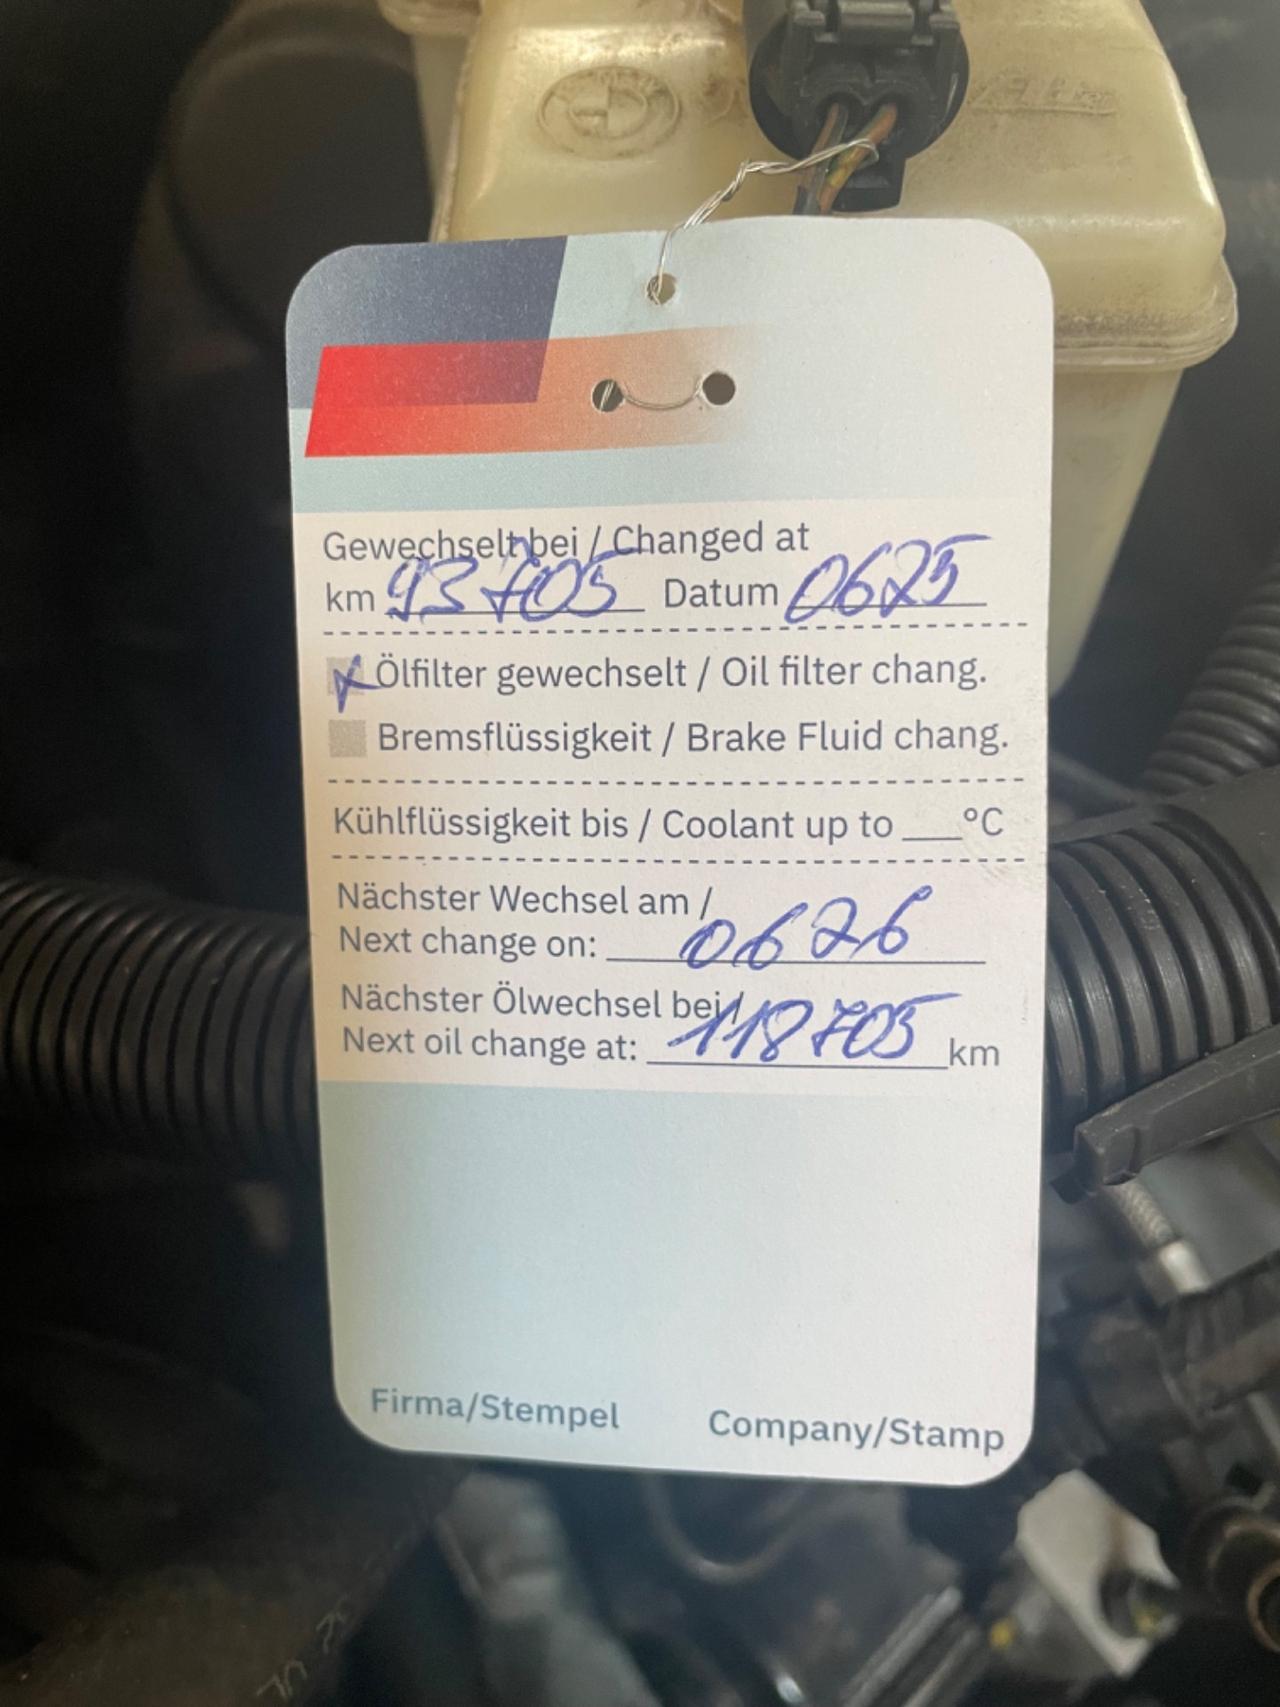 Gewechselt bei / Changed at
km 93705 Datum 0625
Ölfilter gewechselt / Oil filter chang.
Bremsflüssigkeit / Brake Fluid chang.
Kühlflüssigkeit bis / Coolant up to ___°C
Nächster Wechsel am /
Next change on: 0626
Nächster Ölwechsel bei /
Next oil change at: 118705 km
Firma/Stempel Company/Stamp